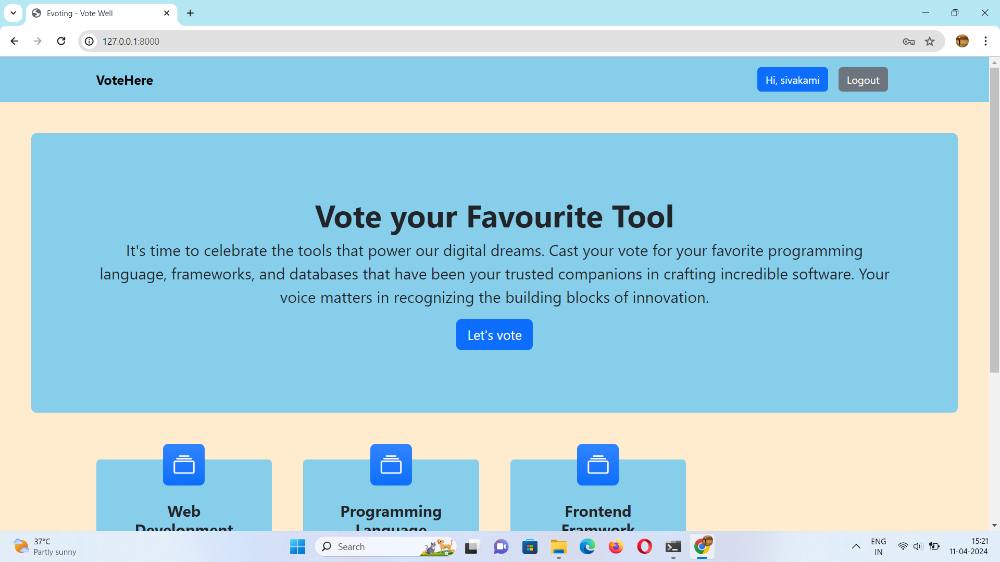 Evoting - Vote Well
127.0.0.1:8000
VoteHere
Hi, sivakami
Logout
Vote your Favourite Tool
It's time to celebrate the tools that power our digital dreams. Cast your vote for your favorite programming
language, frameworks, and databases that have been your trusted companions in crafting incredible software. Your
voice matters in recognizing the building blocks of innovation.
Let's vote
Web
Development
Programming
Language
Frontend
Framwork
37°C
Partly sunny
Search
ENG
IN
15:21
11-04-2024